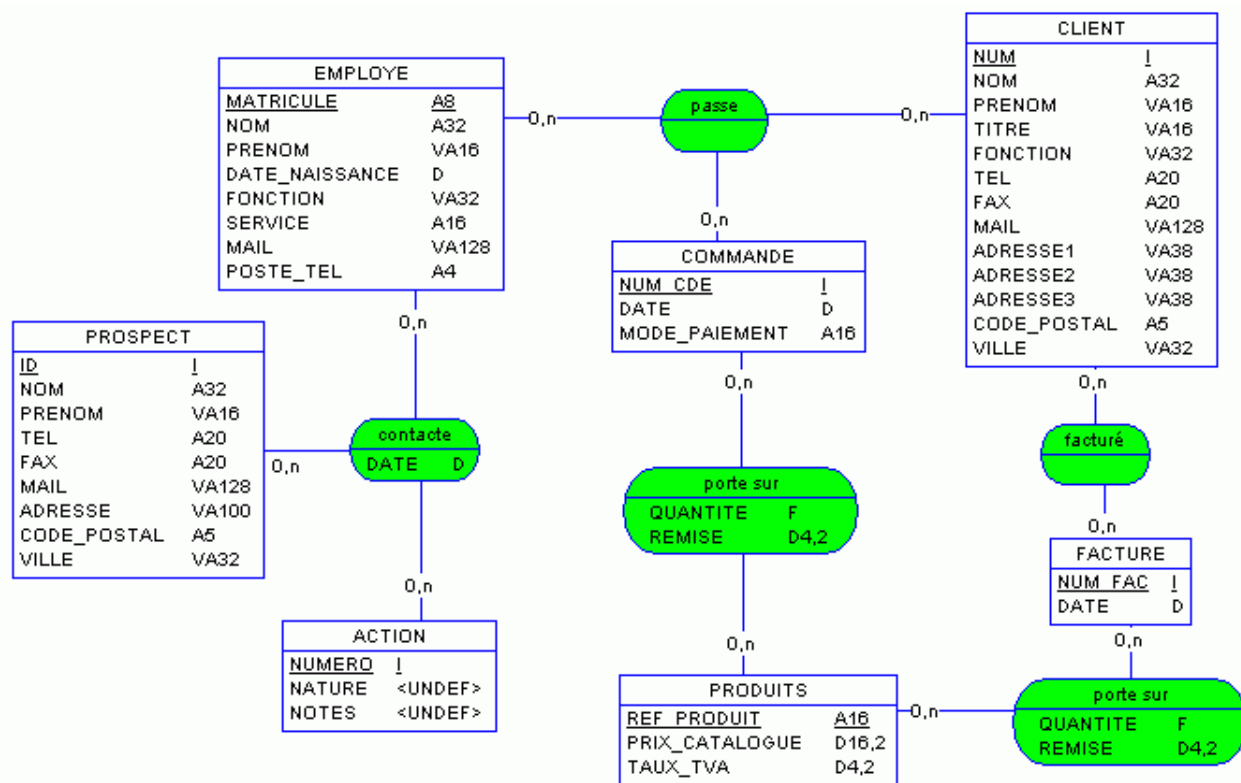 CLIENT
NUM I
NOM A32
PRENOM VA16
TITRE VA16
FONCTION VA32
TEL A20
FAX A20
MAIL VA128
ADRESSE1 VA38
ADRESSE2 VA38
ADRESSE3 VA38
CODE_POSTAL A5
VILLE VA32
EMPLOYE
MATRICULE A8
NOM A32
PRENOM VA16
DATE_NAISSANCE D
FONCTION VA32
SERVICE A16
MAIL VA128
POSTE_TEL A4
0,n
passe
0,n
0,n
COMMANDE
NUM_CDE I
DATE D
MODE_PAIEMENT A16
0,n
PROSPECT
ID I
NOM A32
PRENOM VA16
TEL A20
FAX A20
MAIL VA128
ADRESSE VA100
CODE_POSTAL A5
VILLE VA32
0,n
contacte
DATE D
0,n
0,n
ACTION
NUMERO I
NATURE <UNDEF>
NOTES <UNDEF>
0,n
porte sur
QUANTITE F
REMISE D4,2
0,n
PRODUITS
REF_PRODUIT A16
PRIX_CATALOGUE D16,2
TAUX_TVA D4,2
0,n
facturé
0,n
FACTURE
NUM_FAC I
DATE D
0,n
0,n
porte sur
QUANTITE F
REMISE D4,2